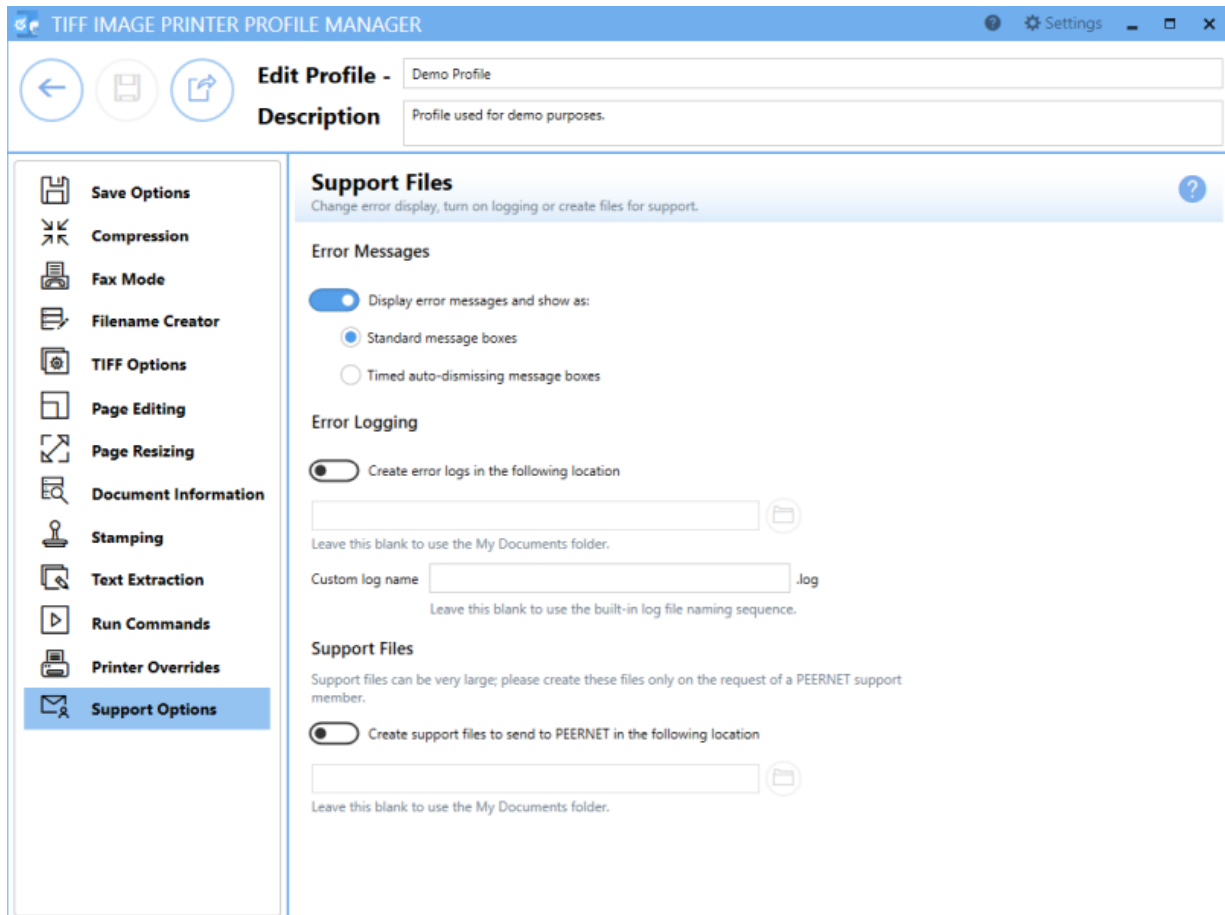 TIFF IMAGE PRINTER PROFILE MANAGER
Settings
Edit Profile -
Demo Profile
Description
Profile used for demo purposes.
Save Options
Compression
Fax Mode
Filename Creator
TIFF Options
Page Editing
Page Resizing
Document Information
Stamping
Text Extraction
Run Commands
Printer Overrides
Support Options
Support Files
Change error display, turn on logging or create files for support.
Error Messages
Display error messages and show as:
Standard message boxes
Timed auto-dismissing message boxes
Error Logging
Create error logs in the following location
Leave this blank to use the My Documents folder.
Custom log name
.log
Leave this blank to use the built-in log file naming sequence.
Support Files
Support files can be very large; please create these files only on the request of a PEERNET support
member.
Create support files to send to PEERNET in the following location
Leave this blank to use the My Documents folder.